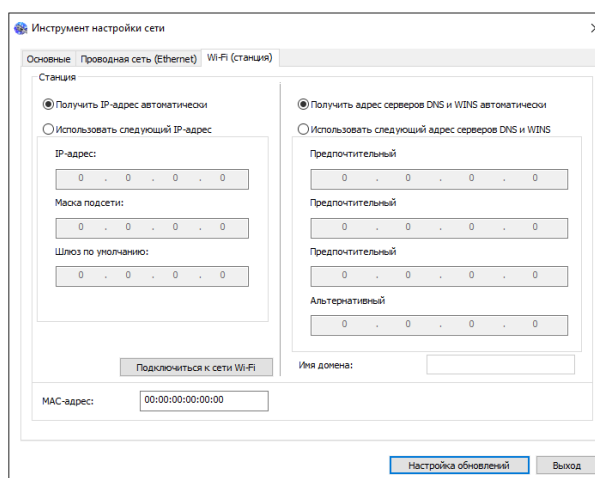 Инструмент настройки сети
Основные Проводная сеть (Ethernet) Wi-Fi (станция)
Станция
Получить IP-адрес автоматически
Использовать следующий IP-адрес
IP-адрес:
0 . 0 . 0 . 0
Маска подсети:
0 . 0 . 0 . 0
Шлюз по умолчанию:
0 . 0 . 0 . 0
Подключиться к сети Wi-Fi
Получить адрес серверов DNS и WINS автоматически
Использовать следующий адрес серверов DNS и WINS
Предпочтительный
0 . 0 . 0 . 0
Предпочтительный
0 . 0 . 0 . 0
Предпочтительный
0 . 0 . 0 . 0
Альтернативный
0 . 0 . 0 . 0
Имя домена:
MAC-адрес: 00:00:00:00:00:00
Настройка обновлений Выход